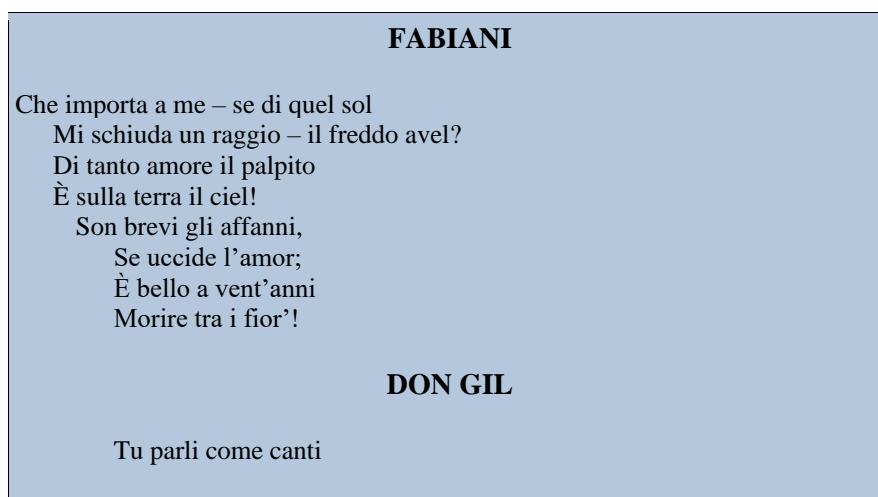 FABIANI
Che importa a me – se di quel sol
Mi schiuda un raggio – il freddo avel?
Di tanto amore il palpito
È sulla terra il ciel!
Son brevi gli affanni,
Se uccide l’amor;
È bello a vent’anni
Morire tra i fior’!
DON GIL
Tu parli come canti